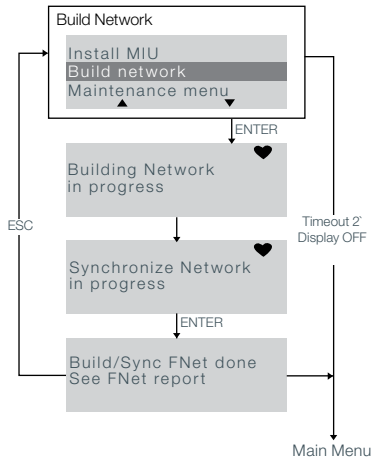 Build Network
Install MIU
Build network
Maintenance menu
ENTER
Building Network
in progress
ESC
Timeout 2`
Display OFF
Synchronize Network
in progress
ENTER
Build/Sync FNet done
See FNet report
Main Menu